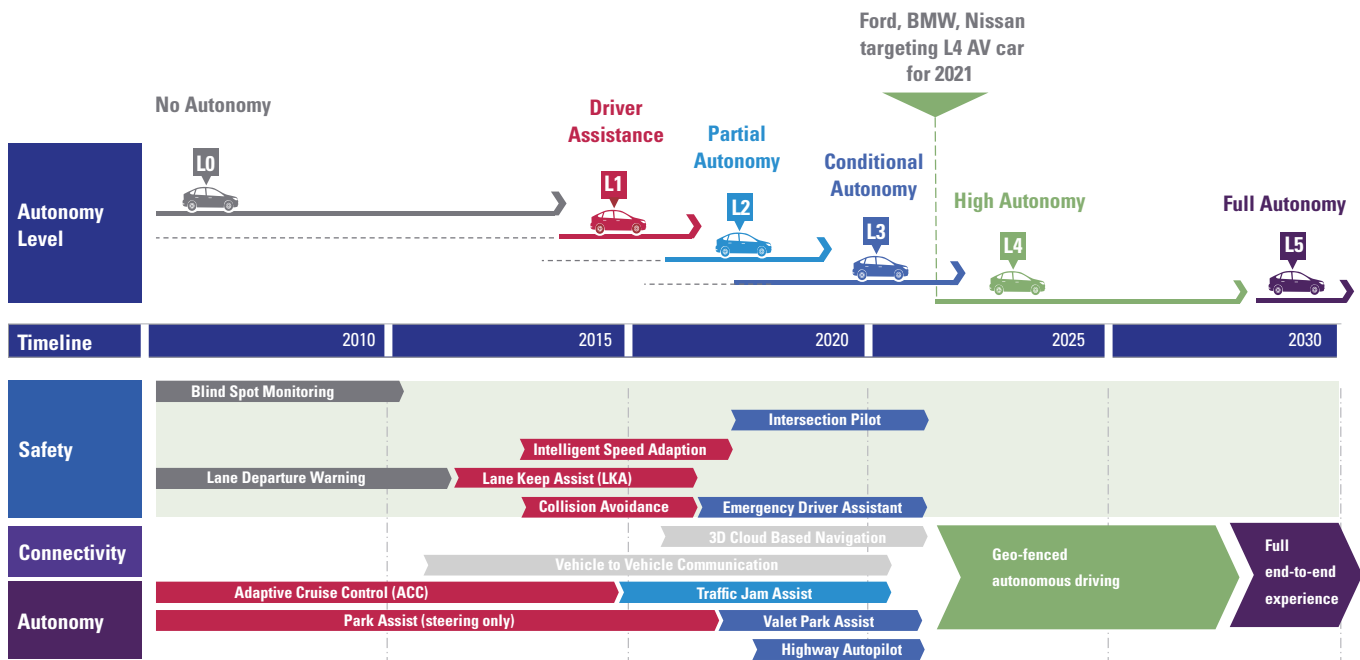 Ford, BMW, Nissan
targeting L4 AV car
for 2021
No Autonomy
Driver
Assistance
Partial
Autonomy
Conditional
Autonomy
High Autonomy
Full Autonomy
L0
L1
L2
L3
L4
L5
Autonomy
Level
Timeline
2010
2015
2020
2025
2030
Safety
Blind Spot Monitoring
Intersection Pilot
Intelligent Speed Adaption
Lane Departure Warning
Lane Keep Assist (LKA)
Collision Avoidance
Emergency Driver Assistant
Connectivity
3D Cloud Based Navigation
Vehicle to Vehicle Communication
Autonomy
Adaptive Cruise Control (ACC)
Traffic Jam Assist
Park Assist (steering only)
Valet Park Assist
Highway Autopilot
Geo-fenced
autonomous driving
Full
end-to-end
experience